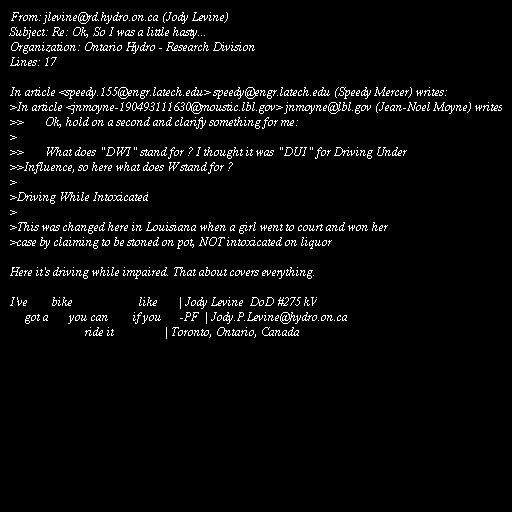 From: jlevine@rd.hydro.on.ca (Jody Levine)
Subject: Re: Ok, So I was a little hasty...
Organization: Ontario Hydro - Research Division
Lines: 17

In article <speedy.155@engr.latech.edu> speedy@engr.latech.edu (Speedy Mercer) writes:
>In article <jnmoyne-190493111630@moustic.lbl.gov> jnmoyne@lbl.gov (Jean-Noel Moyne) writes
>>      Ok, hold on a second and clarify something for me:
>
>>      What does "DWI" stand for ? I thought it was "DUI" for Driving Under
>>Influence, so here what does W stand for ?
>
>Driving While Intoxicated
>
>This was changed here in Louisiana when a girl went to court and won her
>case by claiming to be stoned on pot, NOT intoxicated on liquor

Here it's driving while impaired. That about covers everything.

I've        bike                      like       | Jody Levine  DoD #275 kV
     got a       you can        if you      -PF  | Jody.P.Levine@hydro.on.ca
                         ride it                 | Toronto, Ontario, Canada